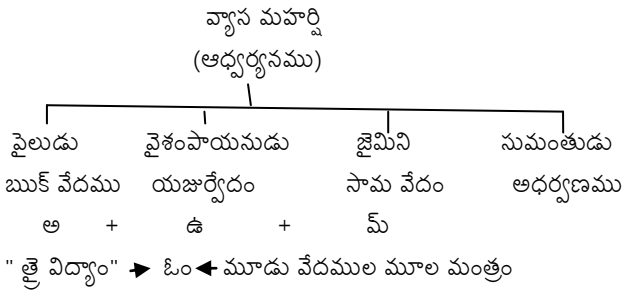 వ్యాస మహర్షి
(ఆధ్వర్యనము)
పైలుడు వైశంపాయనుడు జైమిని సుమంతుడు
ఋక్ వేదము యజుర్వేదం సామ వేదం అధర్వణము
అ + ఉ + మ్
" త్రై విద్యాం" ఓం మూడు వేదముల మూల మంత్రం